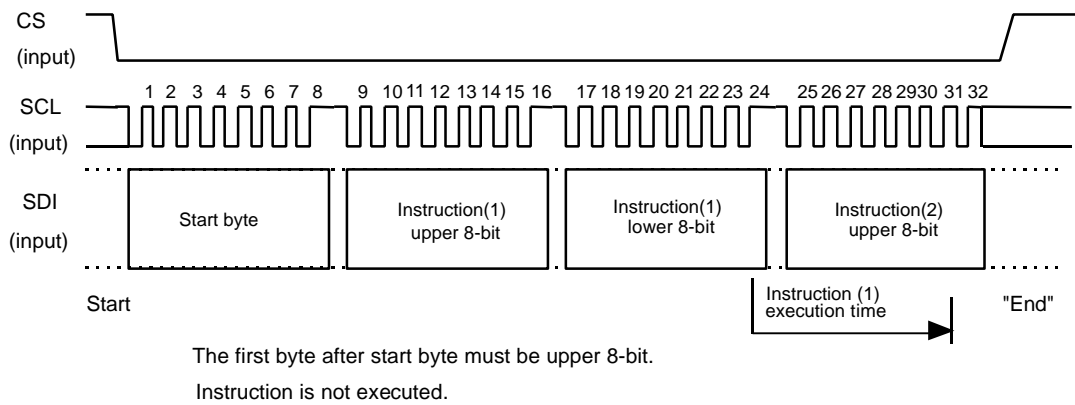 CS
(input)
1 2 3 4 5 6 7 8 9 10 11 12 13 14 15 16 17 18 19 20 21 22 23 24 25 26 27 28 29 30 31 32
SCL
(input)
SDI
(input)
Start byte
Instruction(1)
upper 8-bit
Instruction(1)
lower 8-bit
Instruction(2)
upper 8-bit
Start
Instruction (1)
execution time
"End"
The first byte after start byte must be upper 8-bit.
Instruction is not executed.